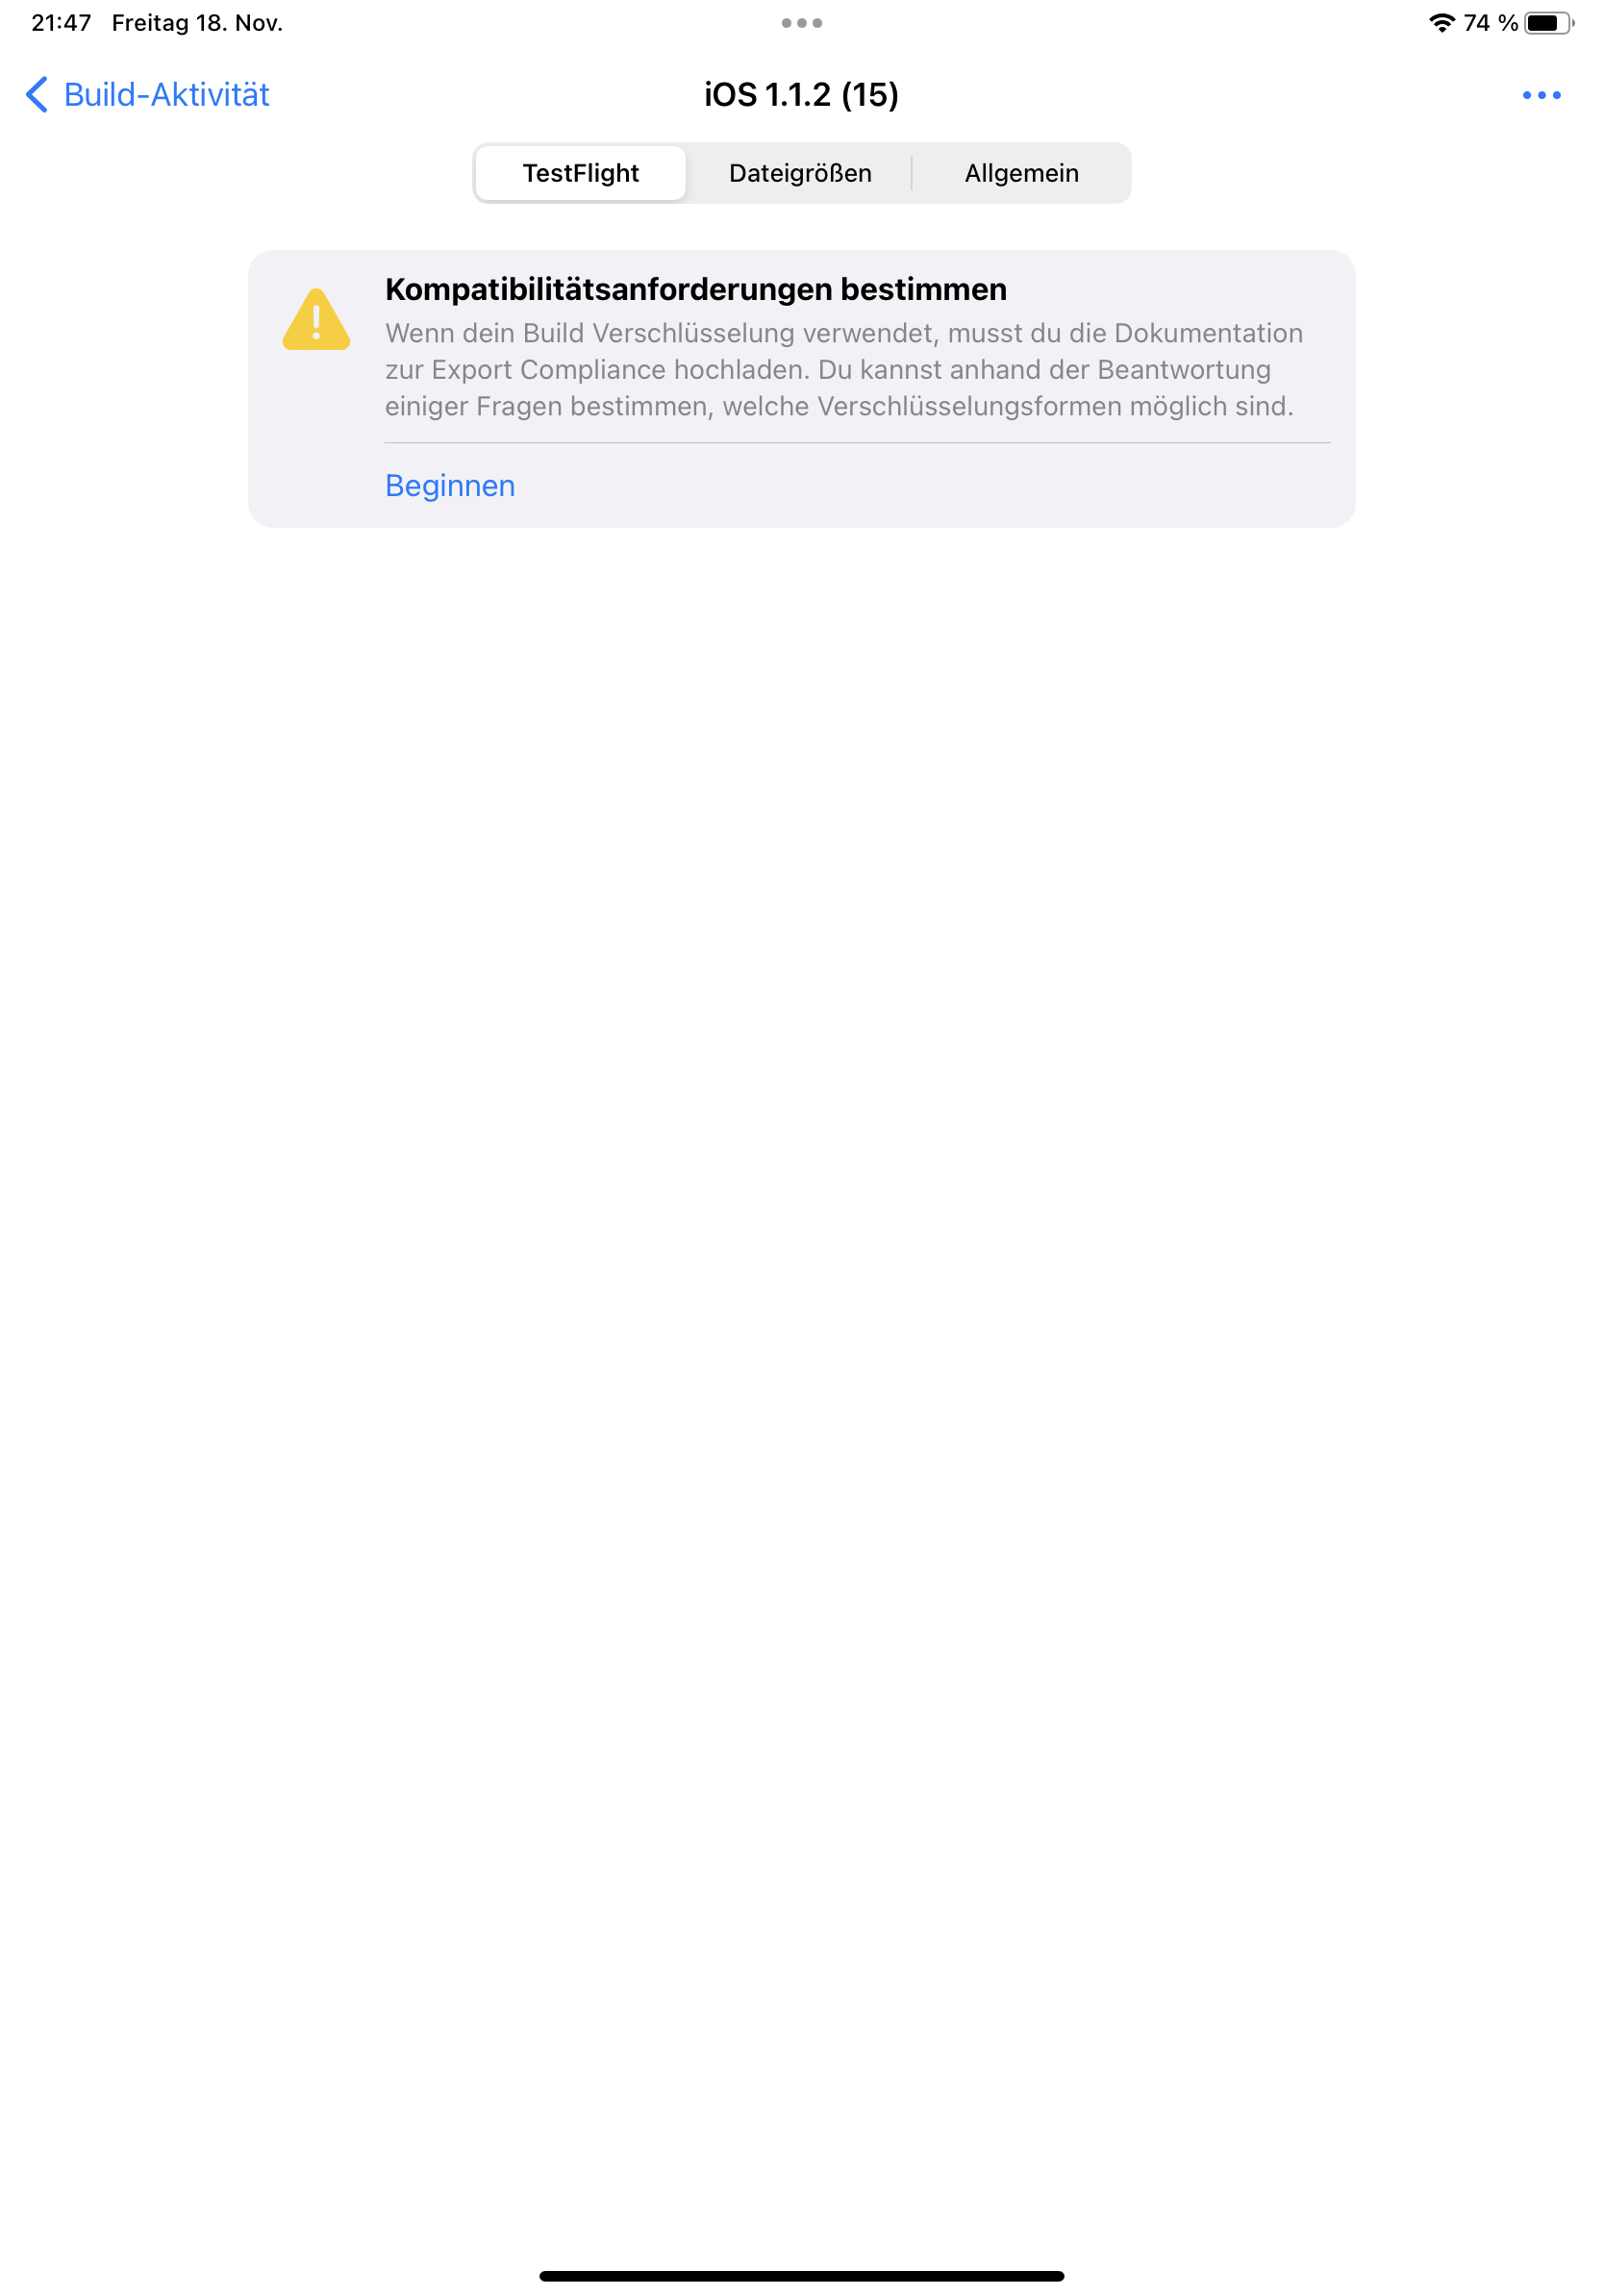 21:47 Freitag 18. Nov.
74 %
Build-Aktivität
iOS 1.1.2 (15)
TestFlight
Dateigrößen
Allgemein
Kompatibilitätsanforderungen bestimmen
Wenn dein Build Verschlüsselung verwendet, musst du die Dokumentation
zur Export Compliance hochladen. Du kannst anhand der Beantwortung
einiger Fragen bestimmen, welche Verschlüsselungsformen möglich sind.
Beginnen